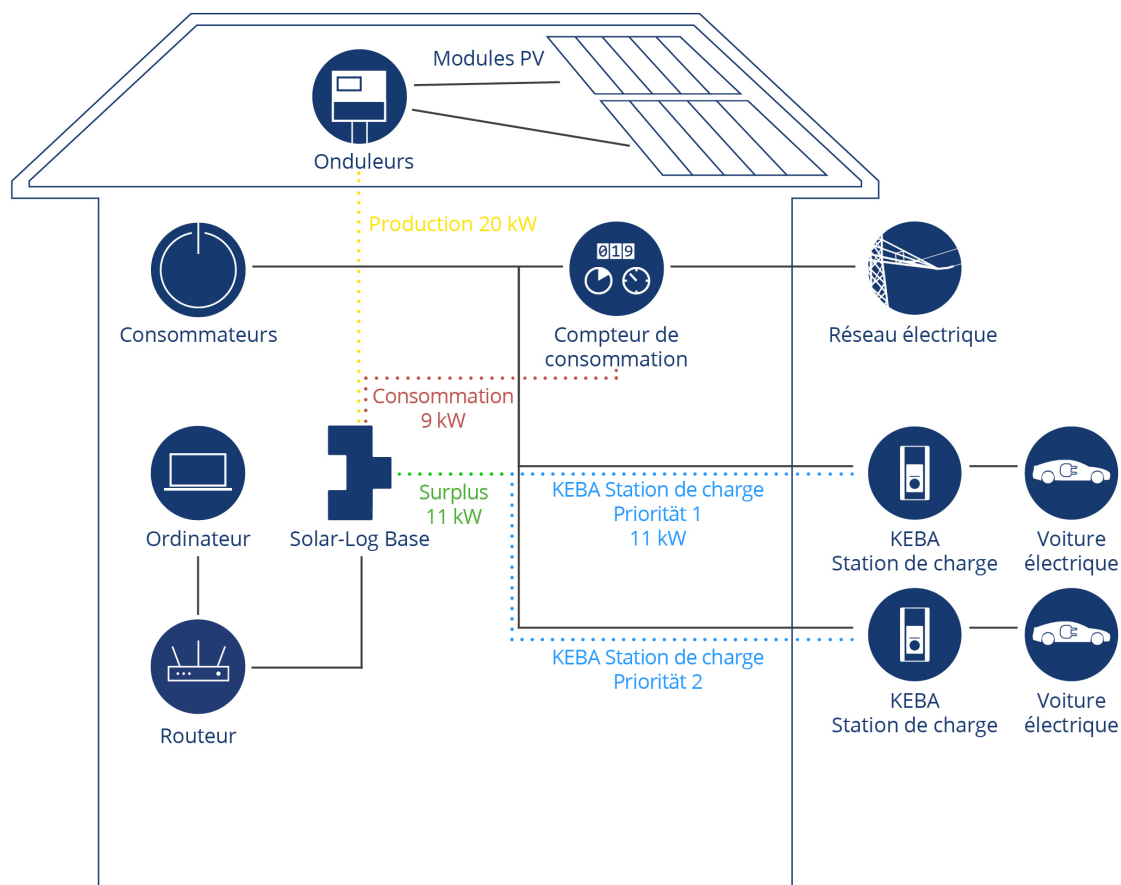 Modules PV
Onduleurs
Production 20 kW
019
Consommateurs
Compteur de
consommation
Réseau électrique
Consommation
9 kW
Surplus
11 kW
KEBA Station de charge
Priorität 1
11 kW
Ordinateur
Solar-Log Base
KEBA
Station de charge
Voiture
électrique
KEBA Station de charge
Priorität 2
KEBA
Station de charge
Voiture
électrique
Routeur